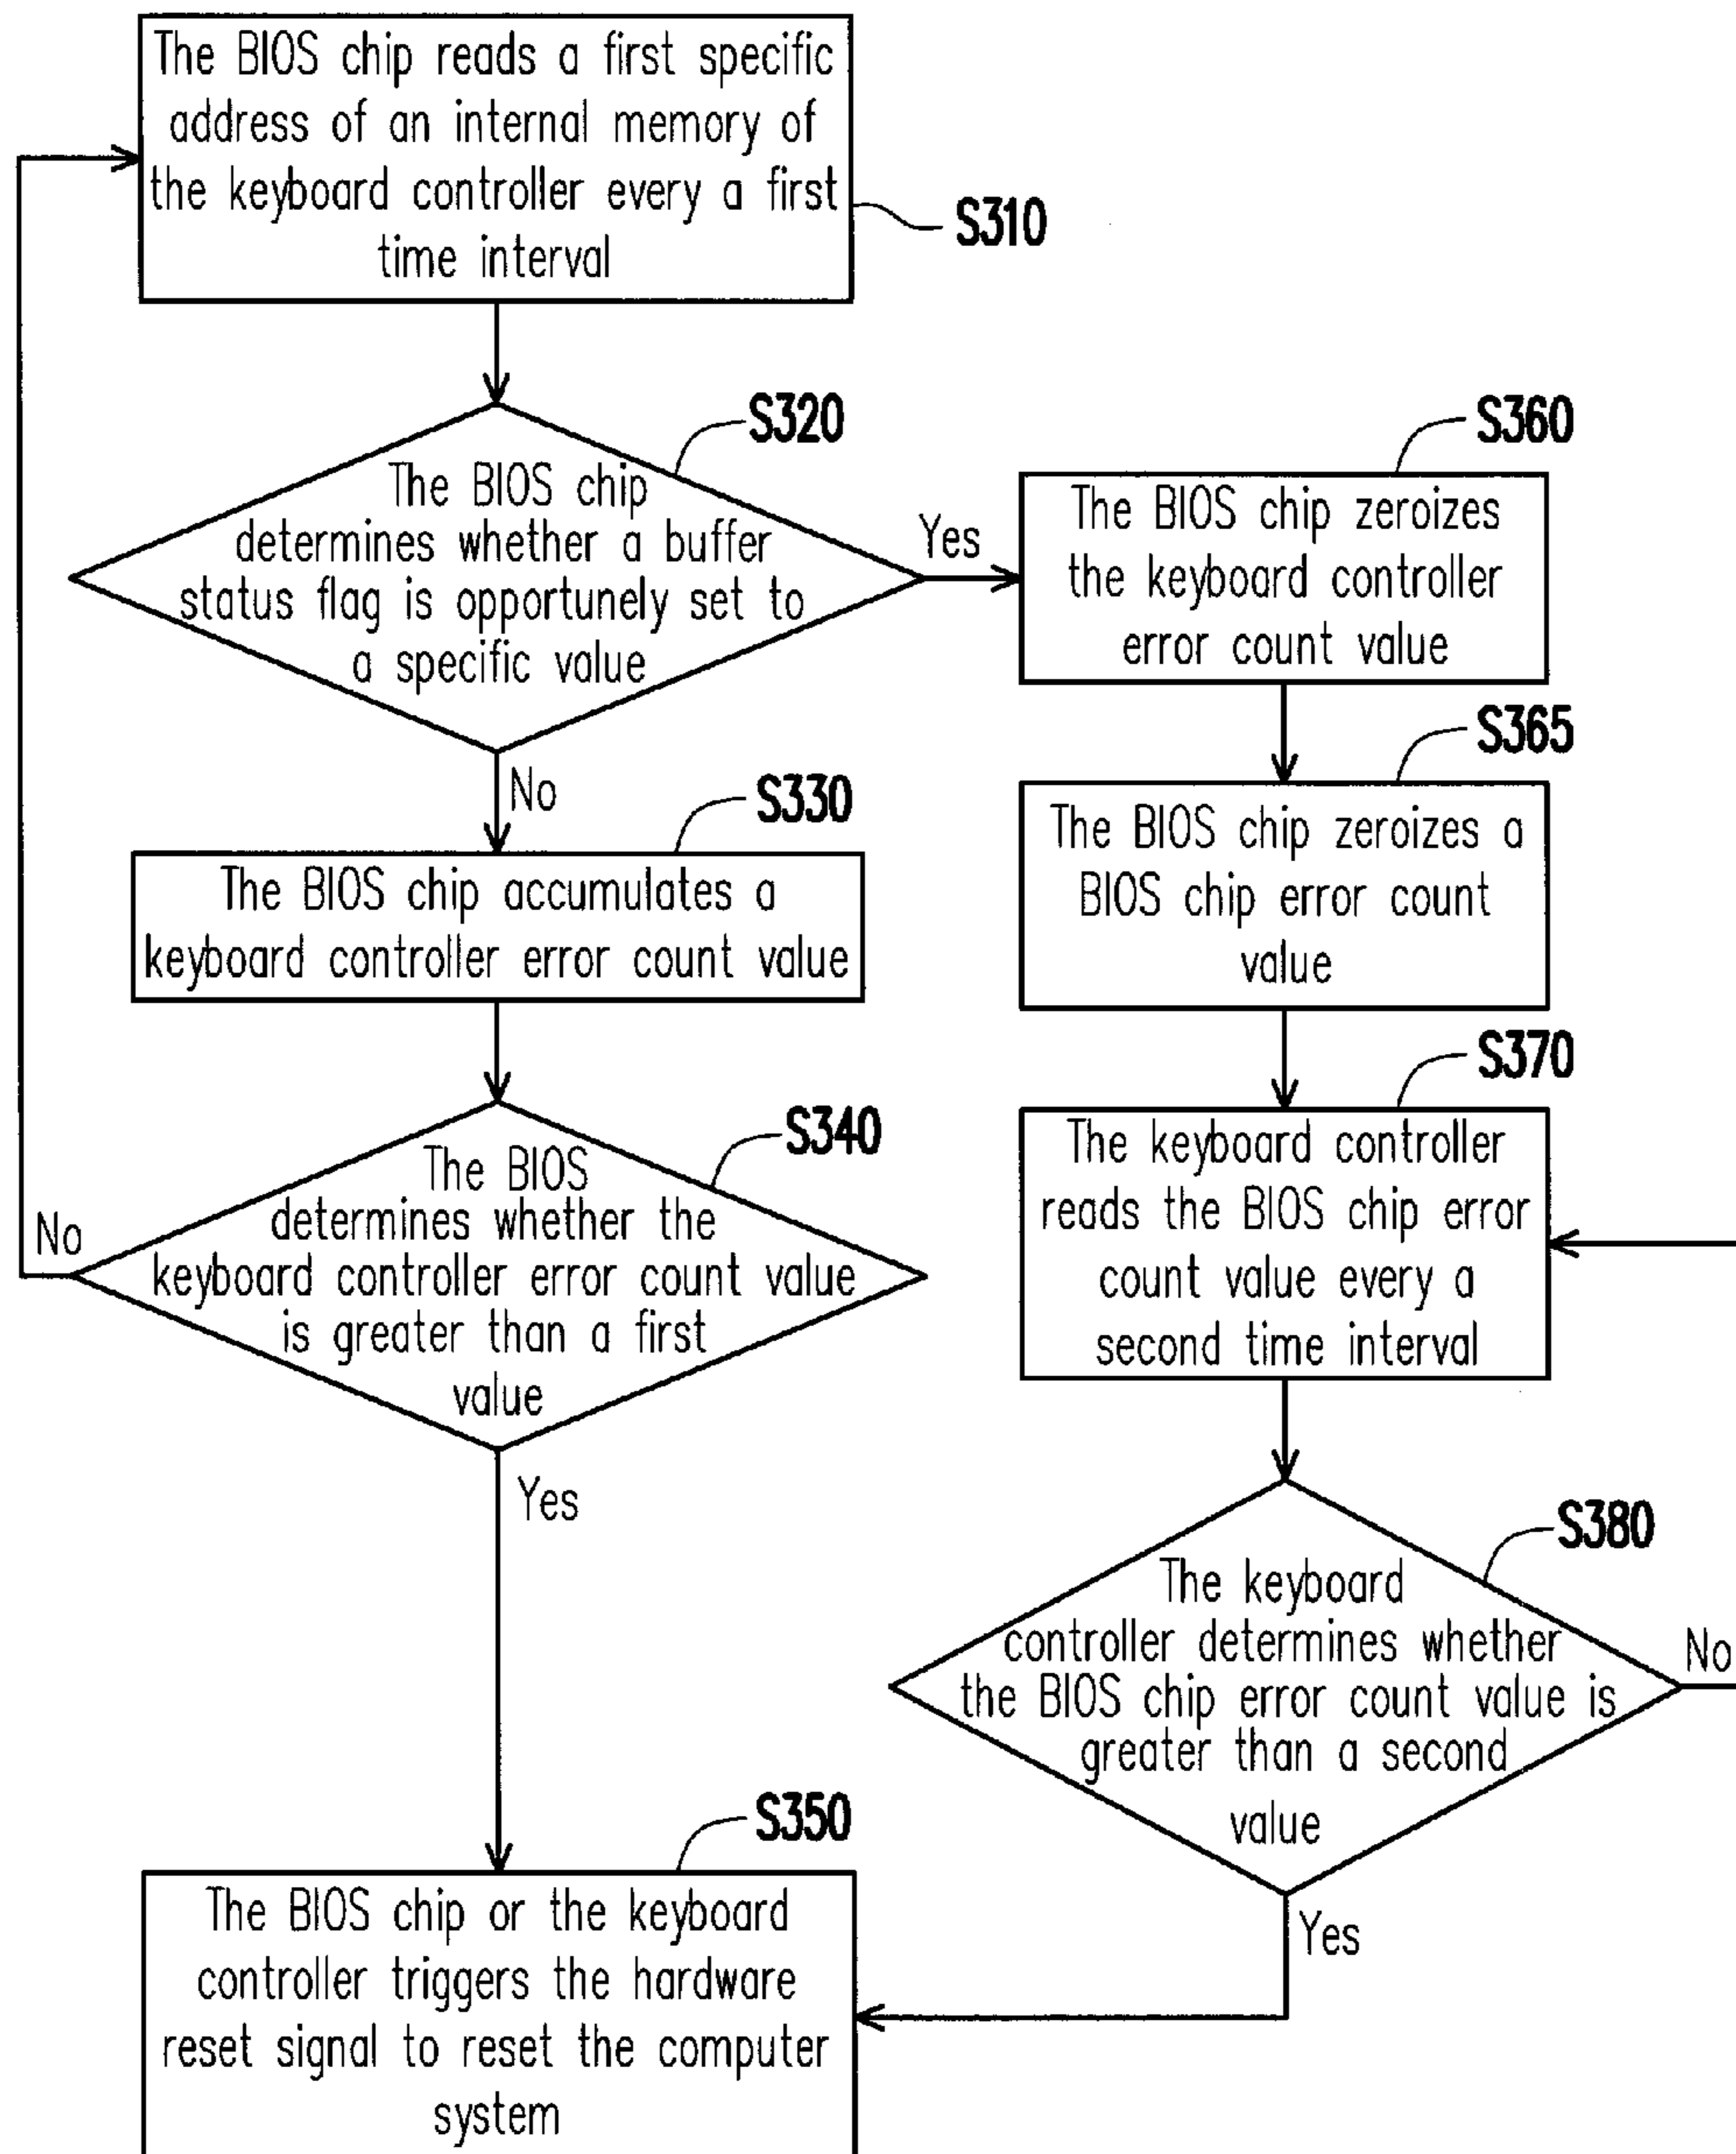 The BIOS chip reads a first specific
address of an internal memory of
the keyboard controller every a first
time interval
S310
S320
The BIOS chip
determines whether a buffer
status flag is opportunely set to
a specific value
Yes
No
S330
The BIOS chip accumulates a
keyboard controller error count value
S340
The BIOS
determines whether the
keyboard controller error count value
is greater than a first
value
No
Yes
S350
The BIOS chip or the keyboard
controller triggers the hardware
reset signal to reset the computer
system
S360
The BIOS chip zeroizes
the keyboard controller
error count value
S365
The BIOS chip zeroizes a
BIOS chip error count
value
S370
The keyboard controller
reads the BIOS chip error
count value every a
second time interval
S380
The keyboard
controller determines whether
the BIOS chip error count value is
greater than a second
value
No
Yes